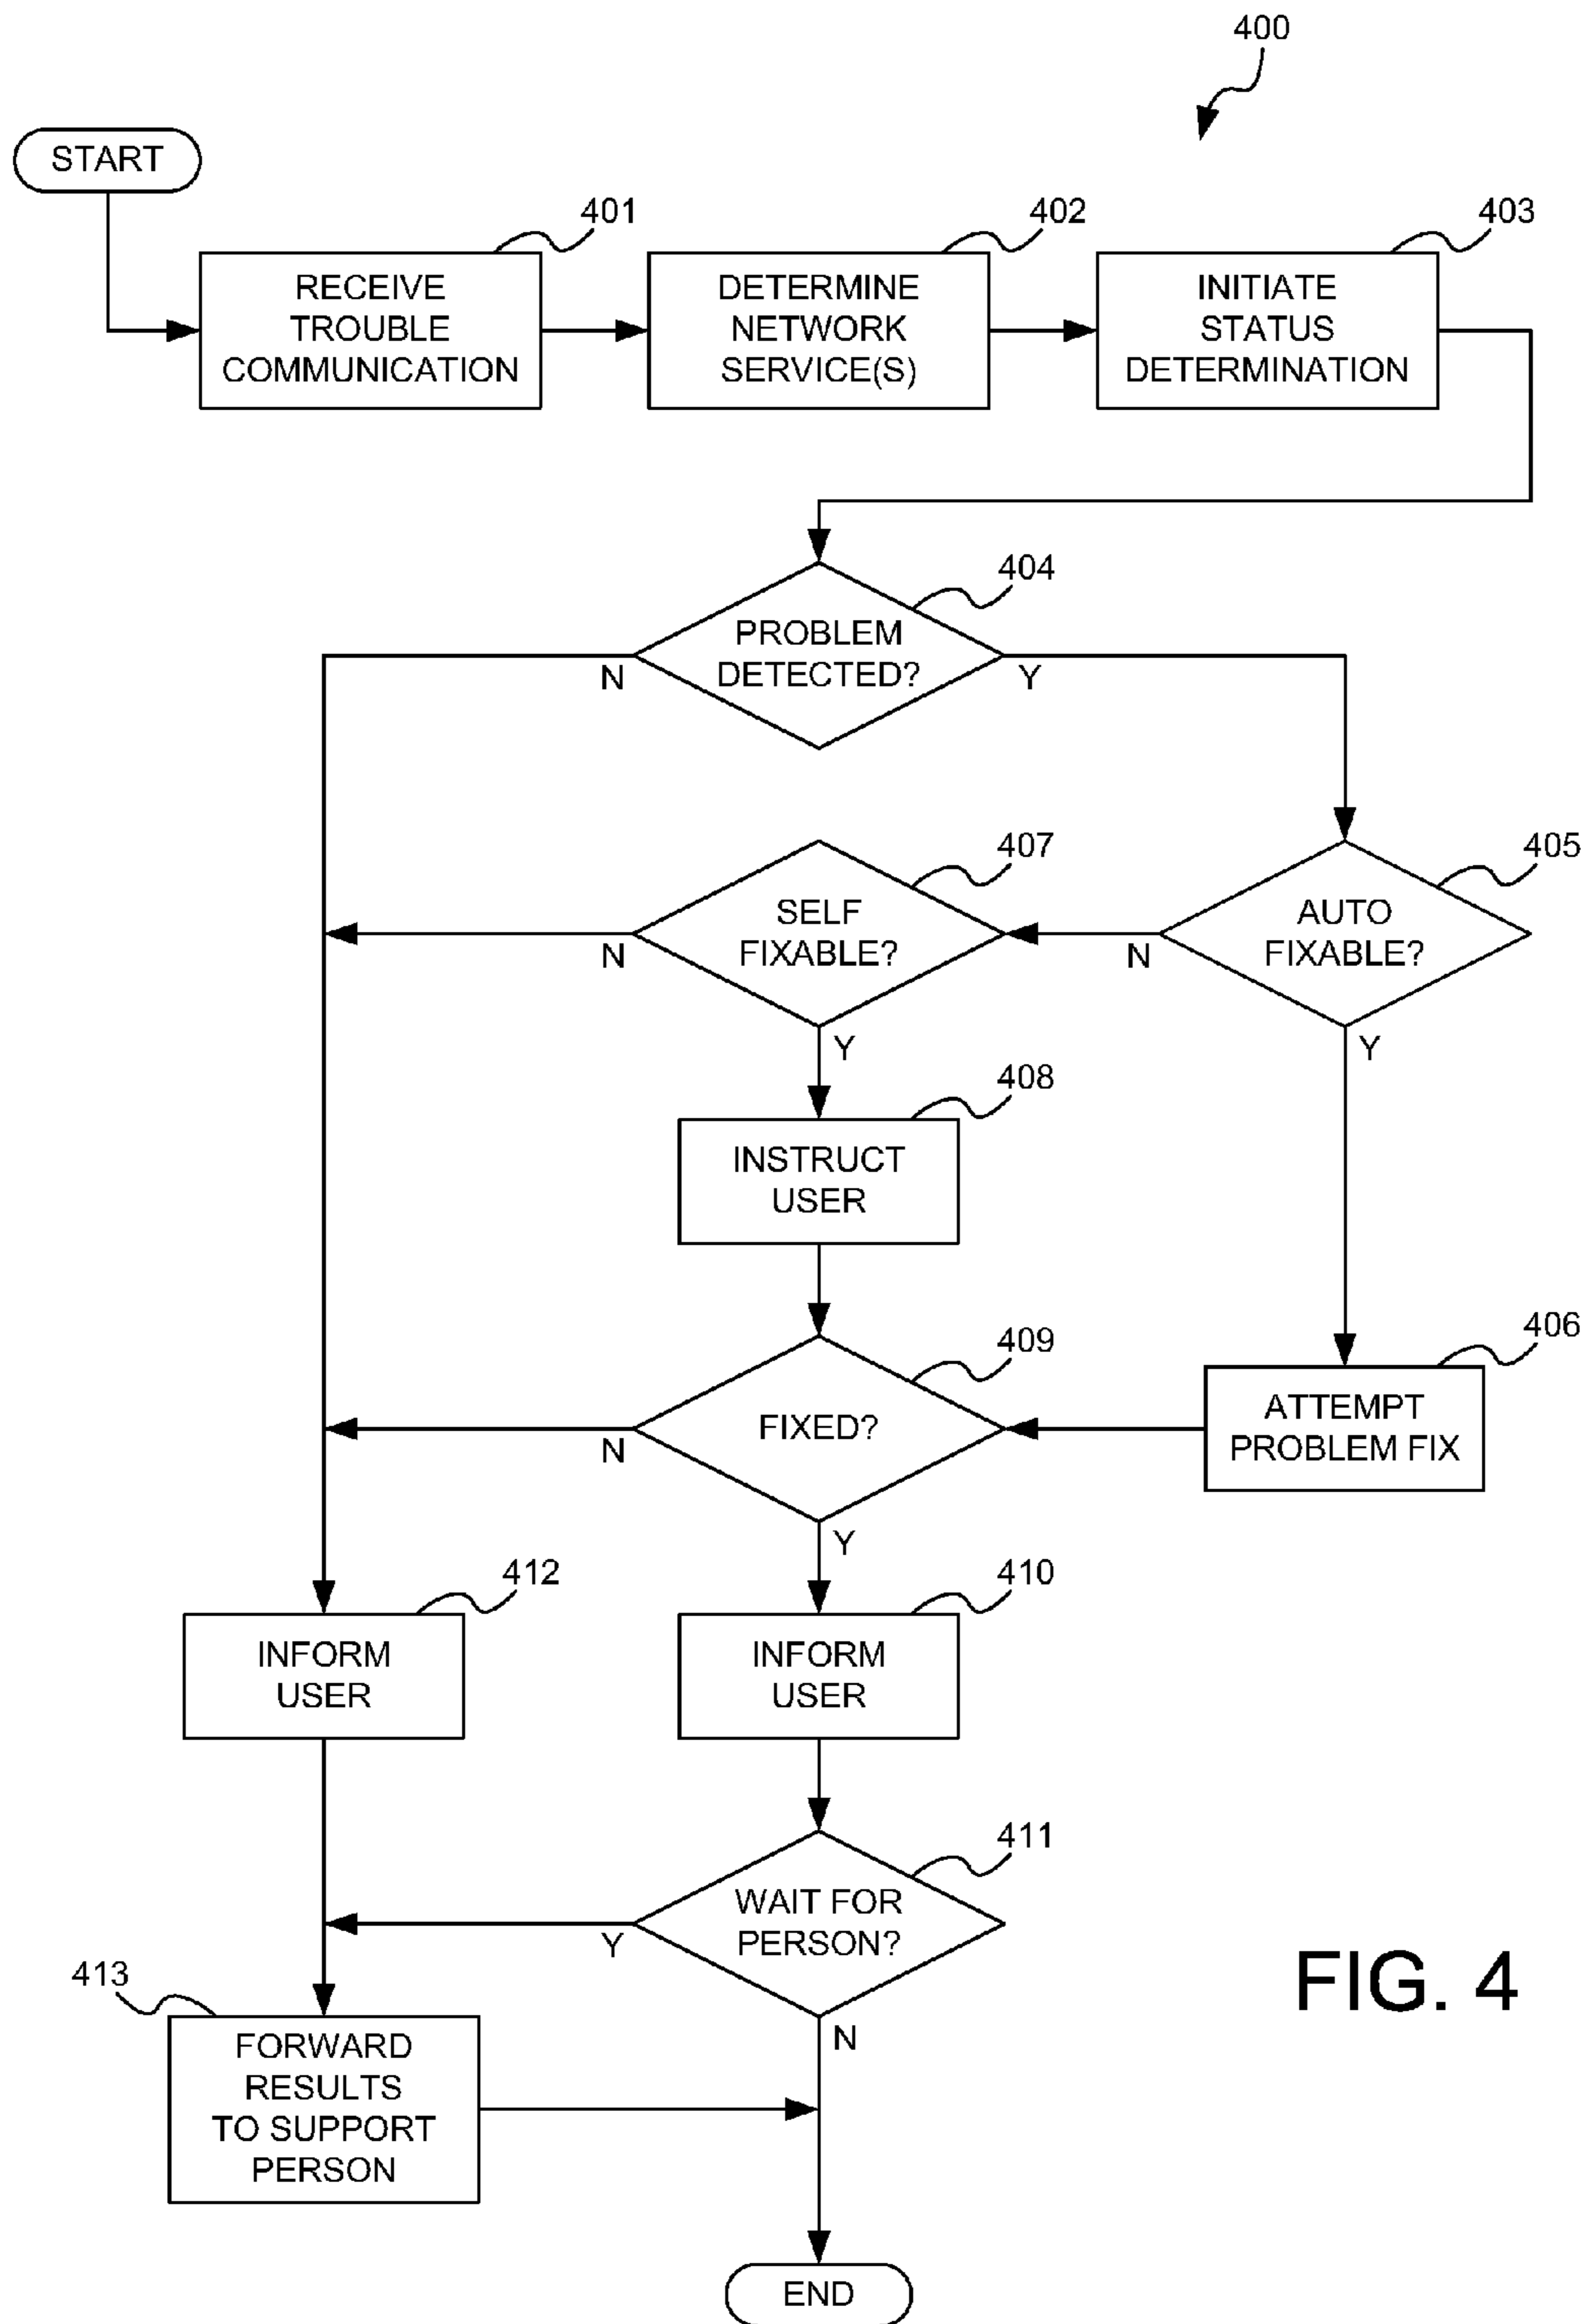 400
START
401
402
403
RECEIVE
TROUBLE
COMMUNICATION
DETERMINE
NETWORK
SERVICE(S)
INITIATE
STATUS
DETERMINATION
404
PROBLEM
DETECTED?
N
Y
407
405
SELF
FIXABLE?
AUTO
FIXABLE?
N
N
Y
Y
408
INSTRUCT
USER
409
406
FIXED?
ATTEMPT
PROBLEM FIX
N
Y
412
410
INFORM
USER
INFORM
USER
411
WAIT FOR
PERSON?
Y
N
413
FORWARD
RESULTS
TO SUPPORT
PERSON
FIG. 4
END